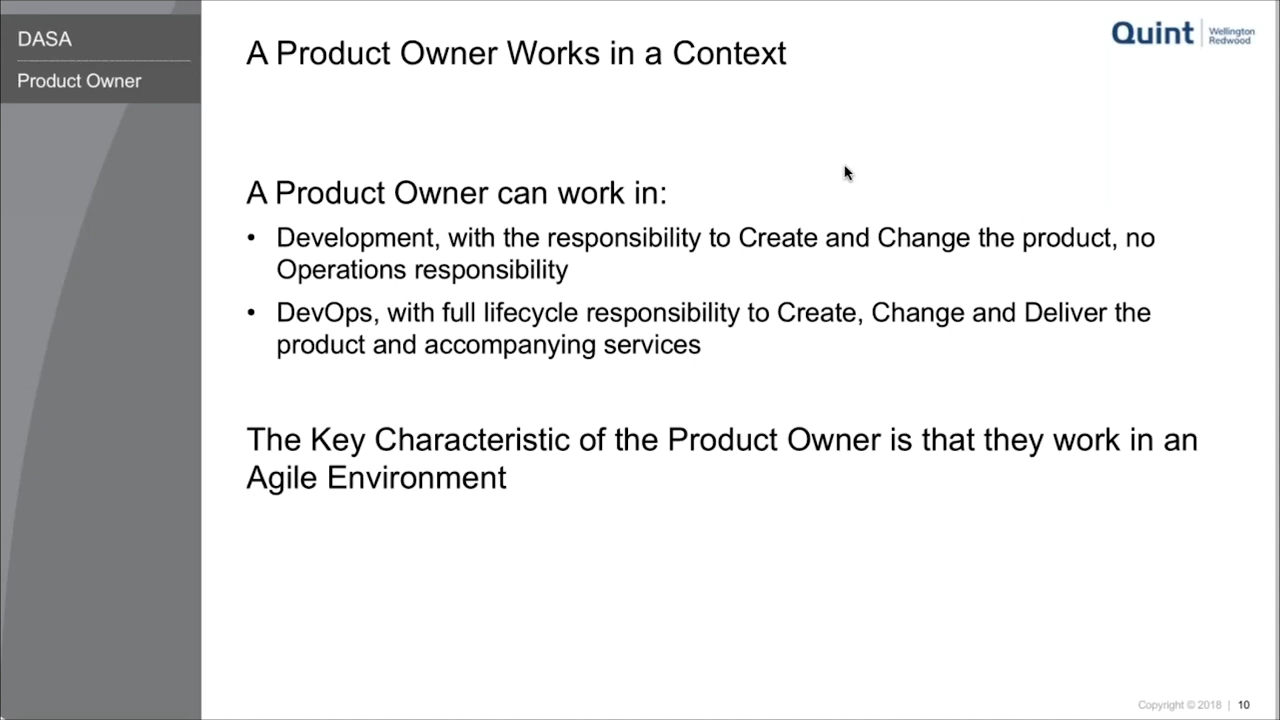 DASA
Product Owner
A Product Owner Works in a Context
Quint
Wellington
Redwood
A Product Owner can work in:
• Development, with the responsibility to Create and Change the product, no
Operations responsibility
• DevOps, with full lifecycle responsibility to Create, Change and Deliver the
product and accompanying services
The Key Characteristic of the Product Owner is that they work in an
Agile Environment
Copyright © 2018 | 10